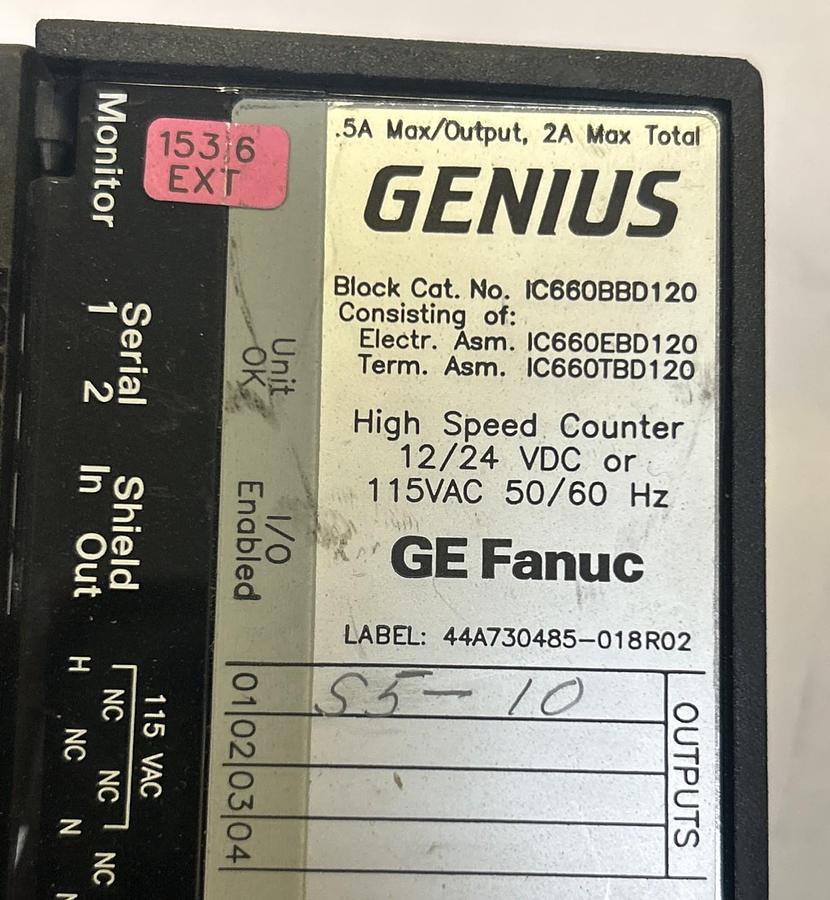 153 6
EXT
.5A Max/Output, 2A Max Total
GENIUS
Block Cat. No. IC660BBD120
Consisting of:
Electr. Asm. IC660EBD120
Term. Asm. IC660TBD120
High Speed Counter
12/24 VDC or
115VAC 50/60 Hz
GE Fanuc
LABEL: 44A730485-018R02
S5-10
OUTPUTS
01 02 03 04
Unit
OK
I/O
Enabled
Monitor
Serial
1 2
Shield
In Out
115 VAC
NC NC NC
H NC N